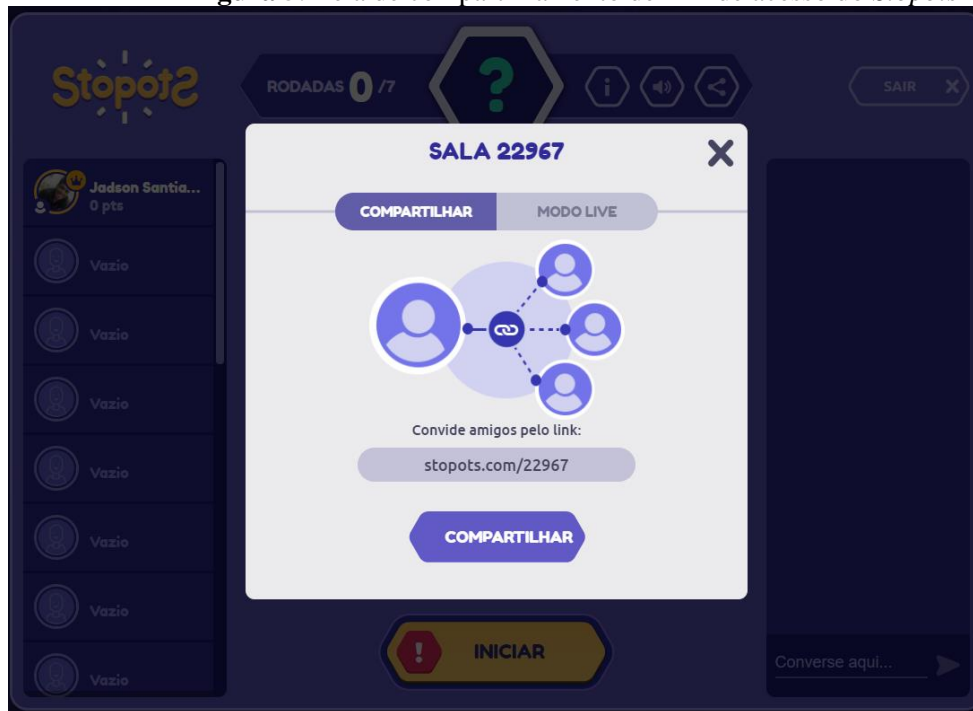 Stopots
RODADAS 0 /7
?
i
SAIR X
SALA 22967
X
COMPARTILHAR
MODO LIVE
Jadson Santia...
0 pts
Vazio
Vazio
Vazio
Vazio
Vazio
Vazio
Vazio
Convide amigos pelo link:
stopots.com/22967
COMPARTILHAR
! INICIAR
Converse aqui...